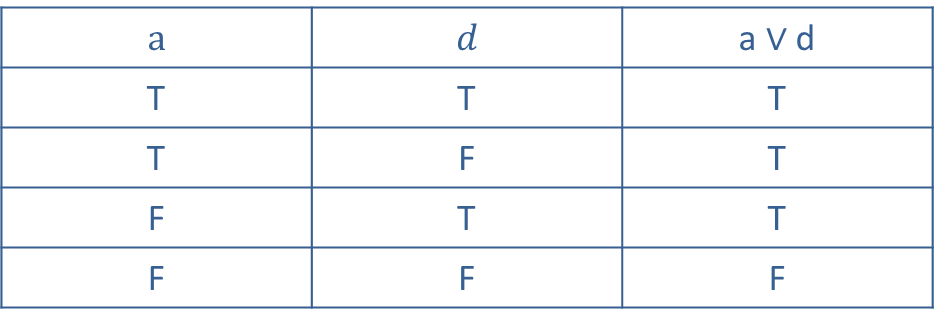 a d a ∨ d
T T T
T F T
F T T
F F F